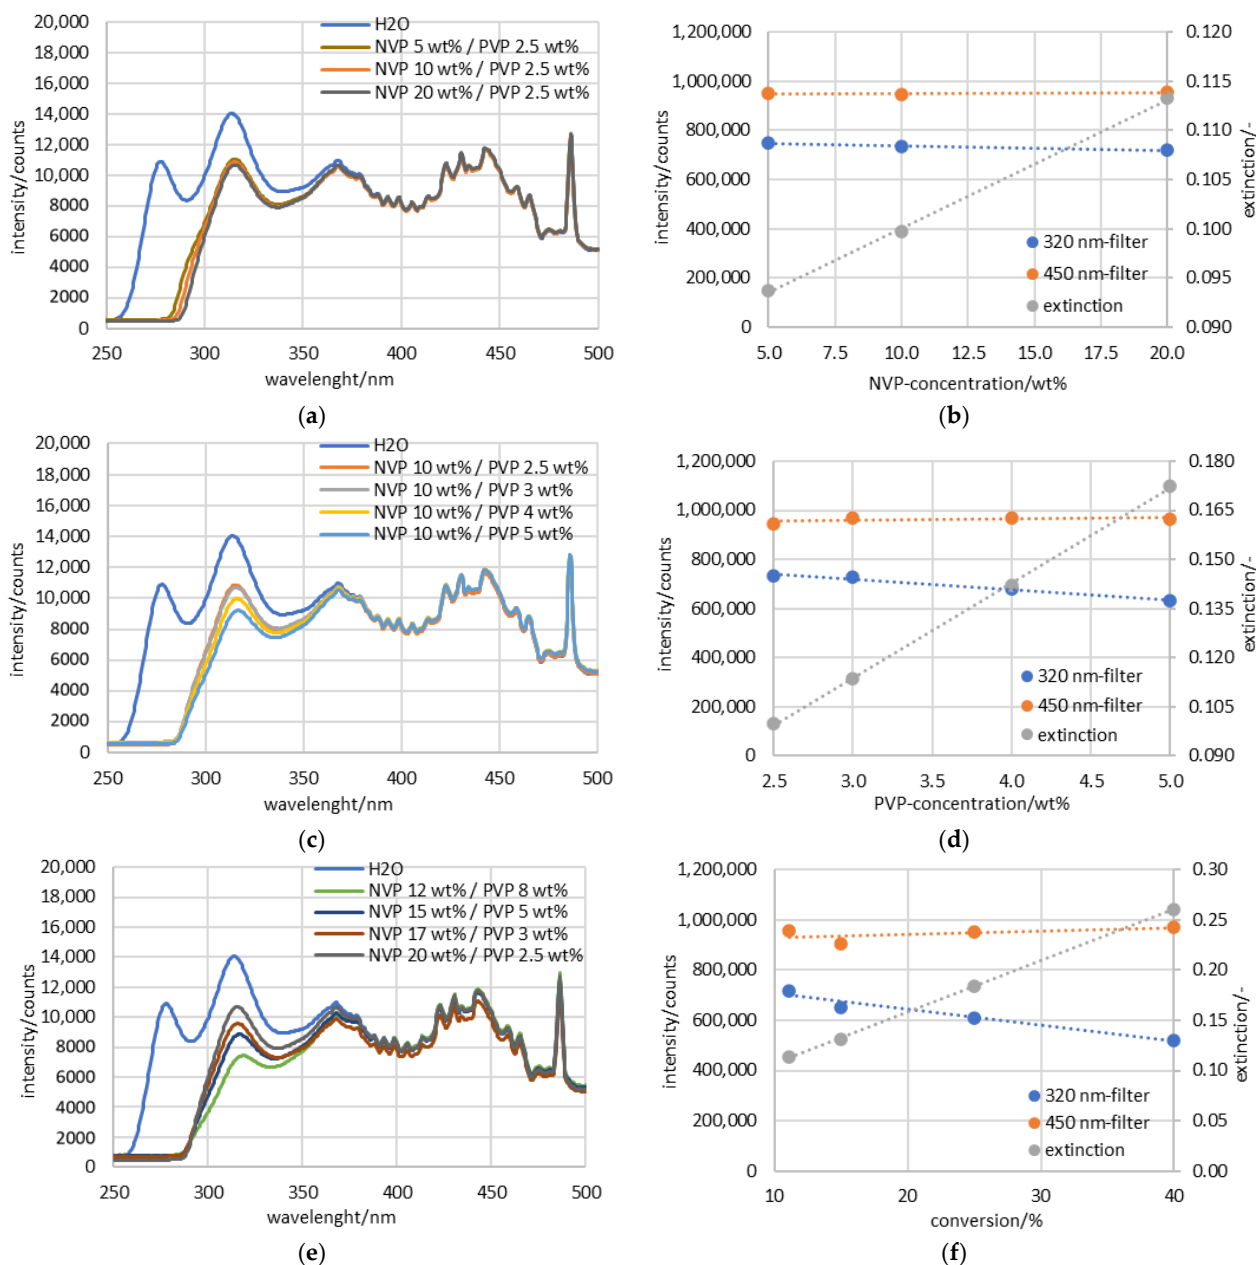 20,000
18,000
16,000
14,000
12,000
10,000
8000
6000
4000
2000
0
intensity/counts
H2O
NVP 5 wt% / PVP 2.5 wt%
NVP 10 wt% / PVP 2.5 wt%
NVP 20 wt% / PVP 2.5 wt%
250 300 350 400 450 500
wavelenght/nm
(a)
1,200,000
1,000,000
800,000
600,000
400,000
200,000
0
intensity/counts
0.120
0.115
0.110
0.105
0.100
0.095
0.090
extinction/-
320 nm-filter
450 nm-filter
extinction
5.0 7.5 10.0 12.5 15.0 17.5 20.0
NVP-concentration/wt%
(b)
20,000
18,000
16,000
14,000
12,000
10,000
8000
6000
4000
2000
0
intensity/counts
H2O
NVP 10 wt% / PVP 2.5 wt%
NVP 10 wt% / PVP 3 wt%
NVP 10 wt% / PVP 4 wt%
NVP 10 wt% / PVP 5 wt%
250 300 350 400 450 500
wavelenght/nm
(c)
1,200,000
1,000,000
800,000
600,000
400,000
200,000
0
intensity/counts
0.180
0.165
0.150
0.135
0.120
0.105
0.090
extinction/-
320 nm-filter
450 nm-filter
extinction
2.5 3.0 3.5 4.0 4.5 5.0
PVP-concentration/wt%
(d)
20,000
18,000
16,000
14,000
12,000
10,000
8000
6000
4000
2000
0
intensity/counts
H2O
NVP 12 wt% / PVP 8 wt%
NVP 15 wt% / PVP 5 wt%
NVP 17 wt% / PVP 3 wt%
NVP 20 wt% / PVP 2.5 wt%
250 300 350 400 450 500
wavelenght/nm
(e)
1,200,000
1,000,000
800,000
600,000
400,000
200,000
0
intensity/counts
0.30
0.25
0.20
0.15
0.10
0.05
0.00
extinction/-
320 nm-filter
450 nm-filter
extinction
10 20 30 40
conversion/%
(f)